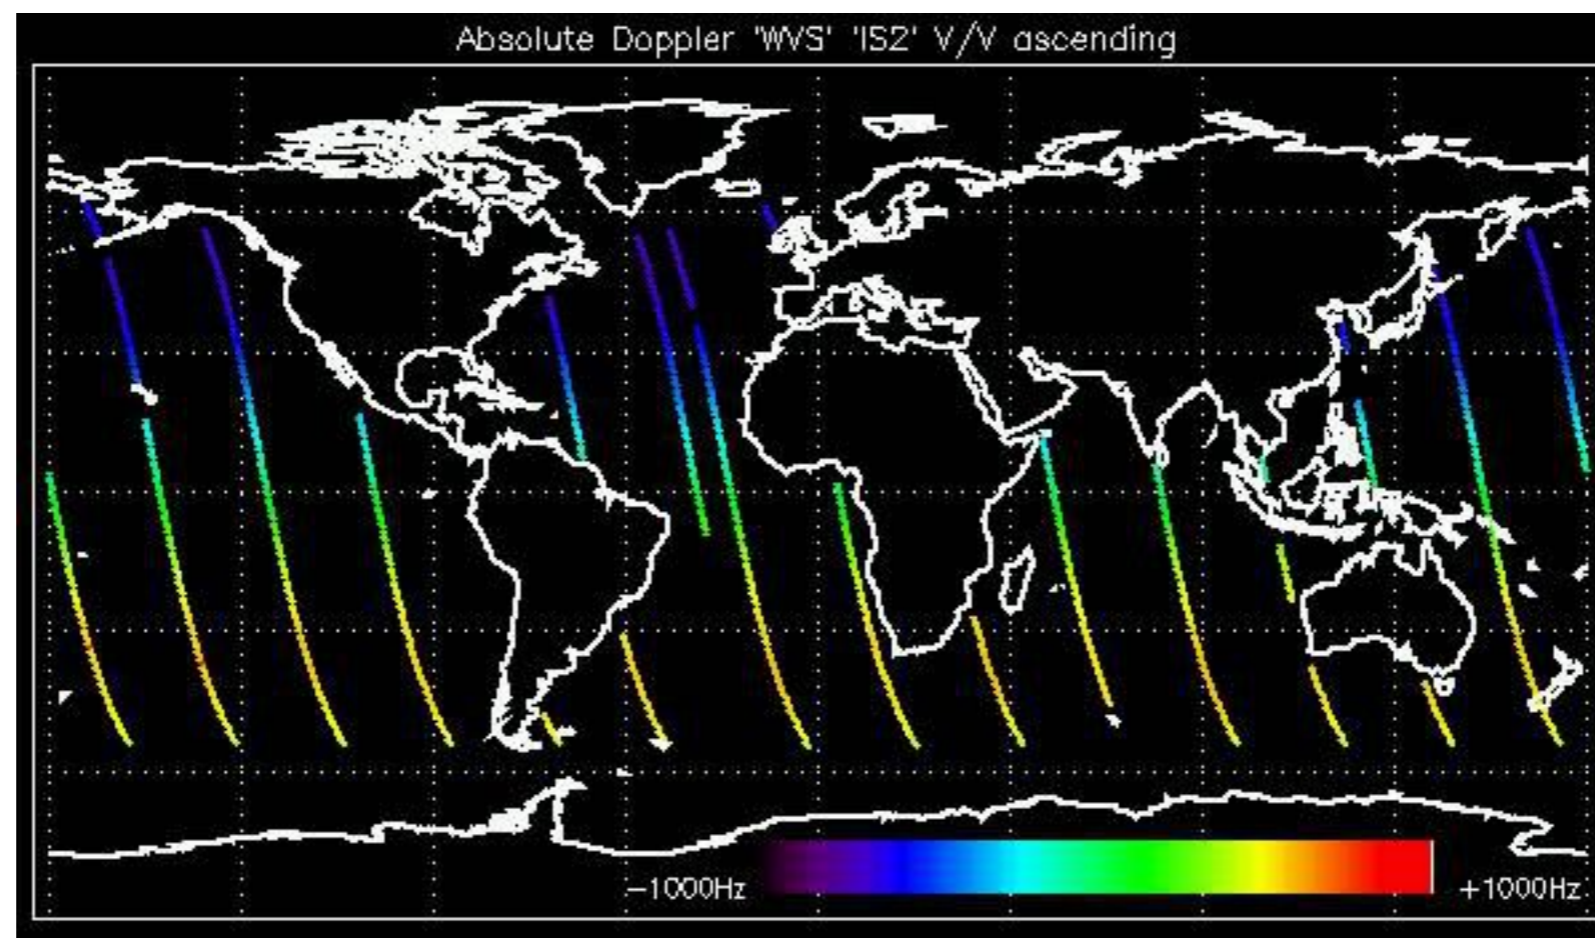 Absolute Doppler 'WVS' 'IS2' V/V ascending
-1000Hz +1000Hz